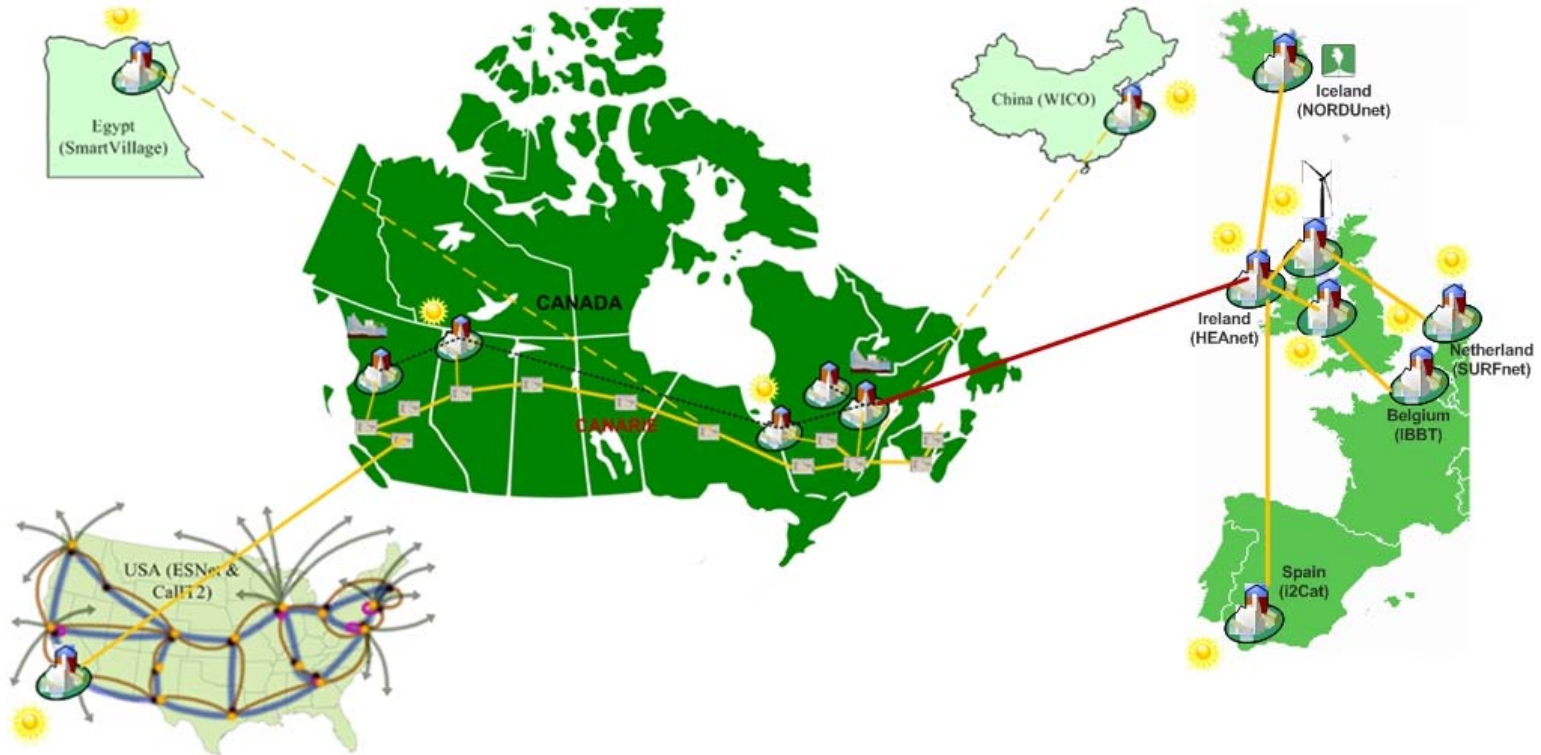 Egypt
(SmartVillage)
China (WICO)
Iceland
(NORDUnet)
CANADA
Ireland
(HEAnet)
Netherland
(SURFnet)
CANARIE
Belgium
(IBBT)
USA (ESNet &
CalIT2)
Spain
(i2Cat)